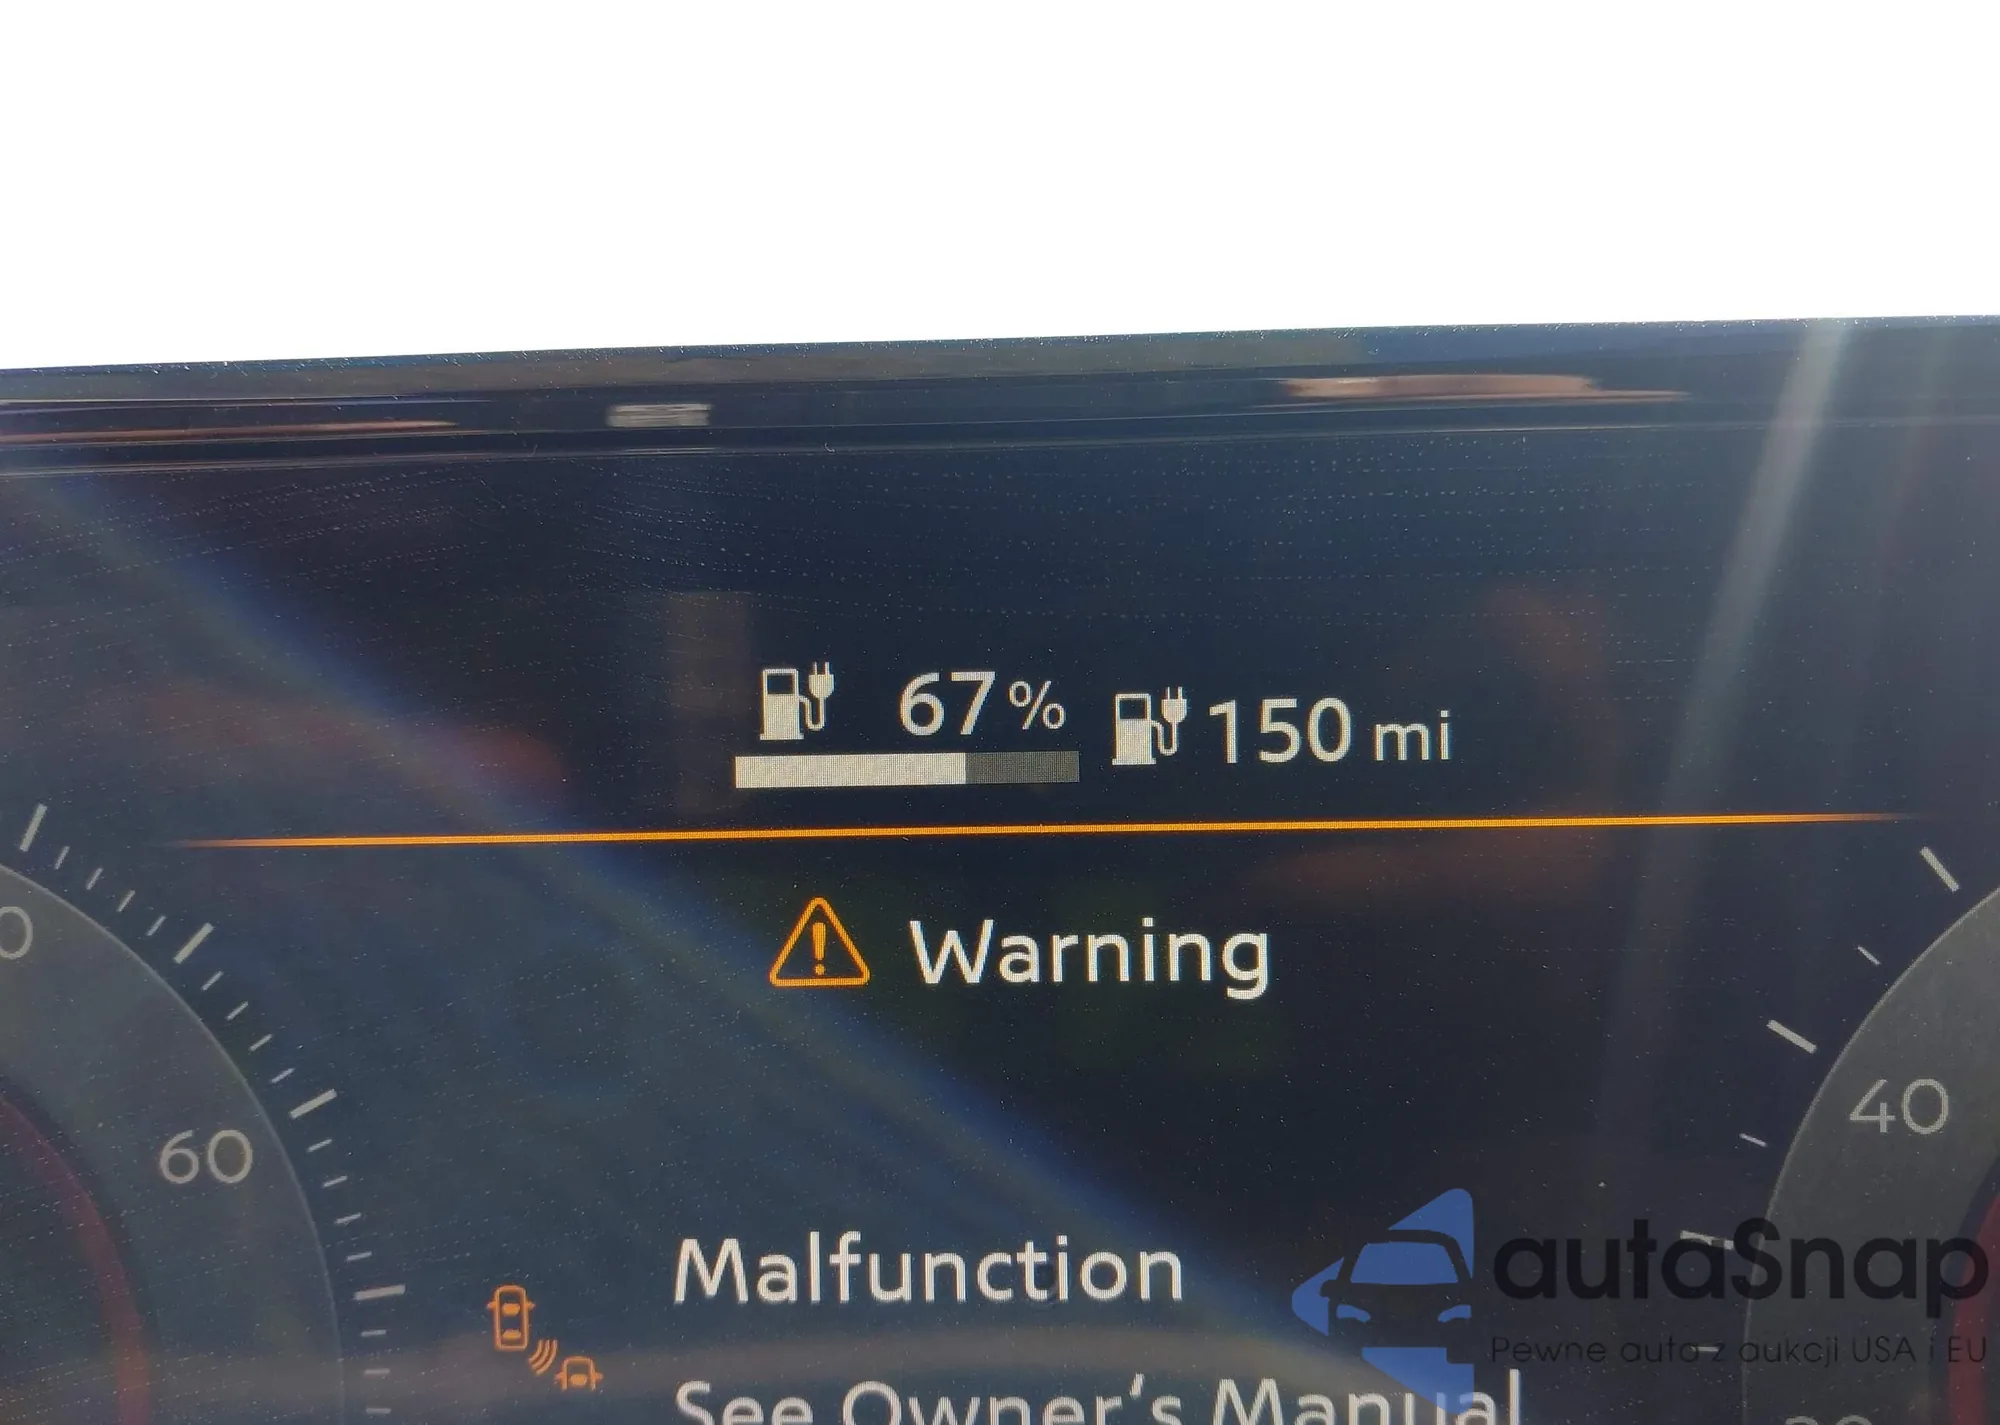 67 %
150 mi
Warning
60
40
Malfunction
See Owner's Manual
autaSnap
Pewne auta z aukcji USA i EU